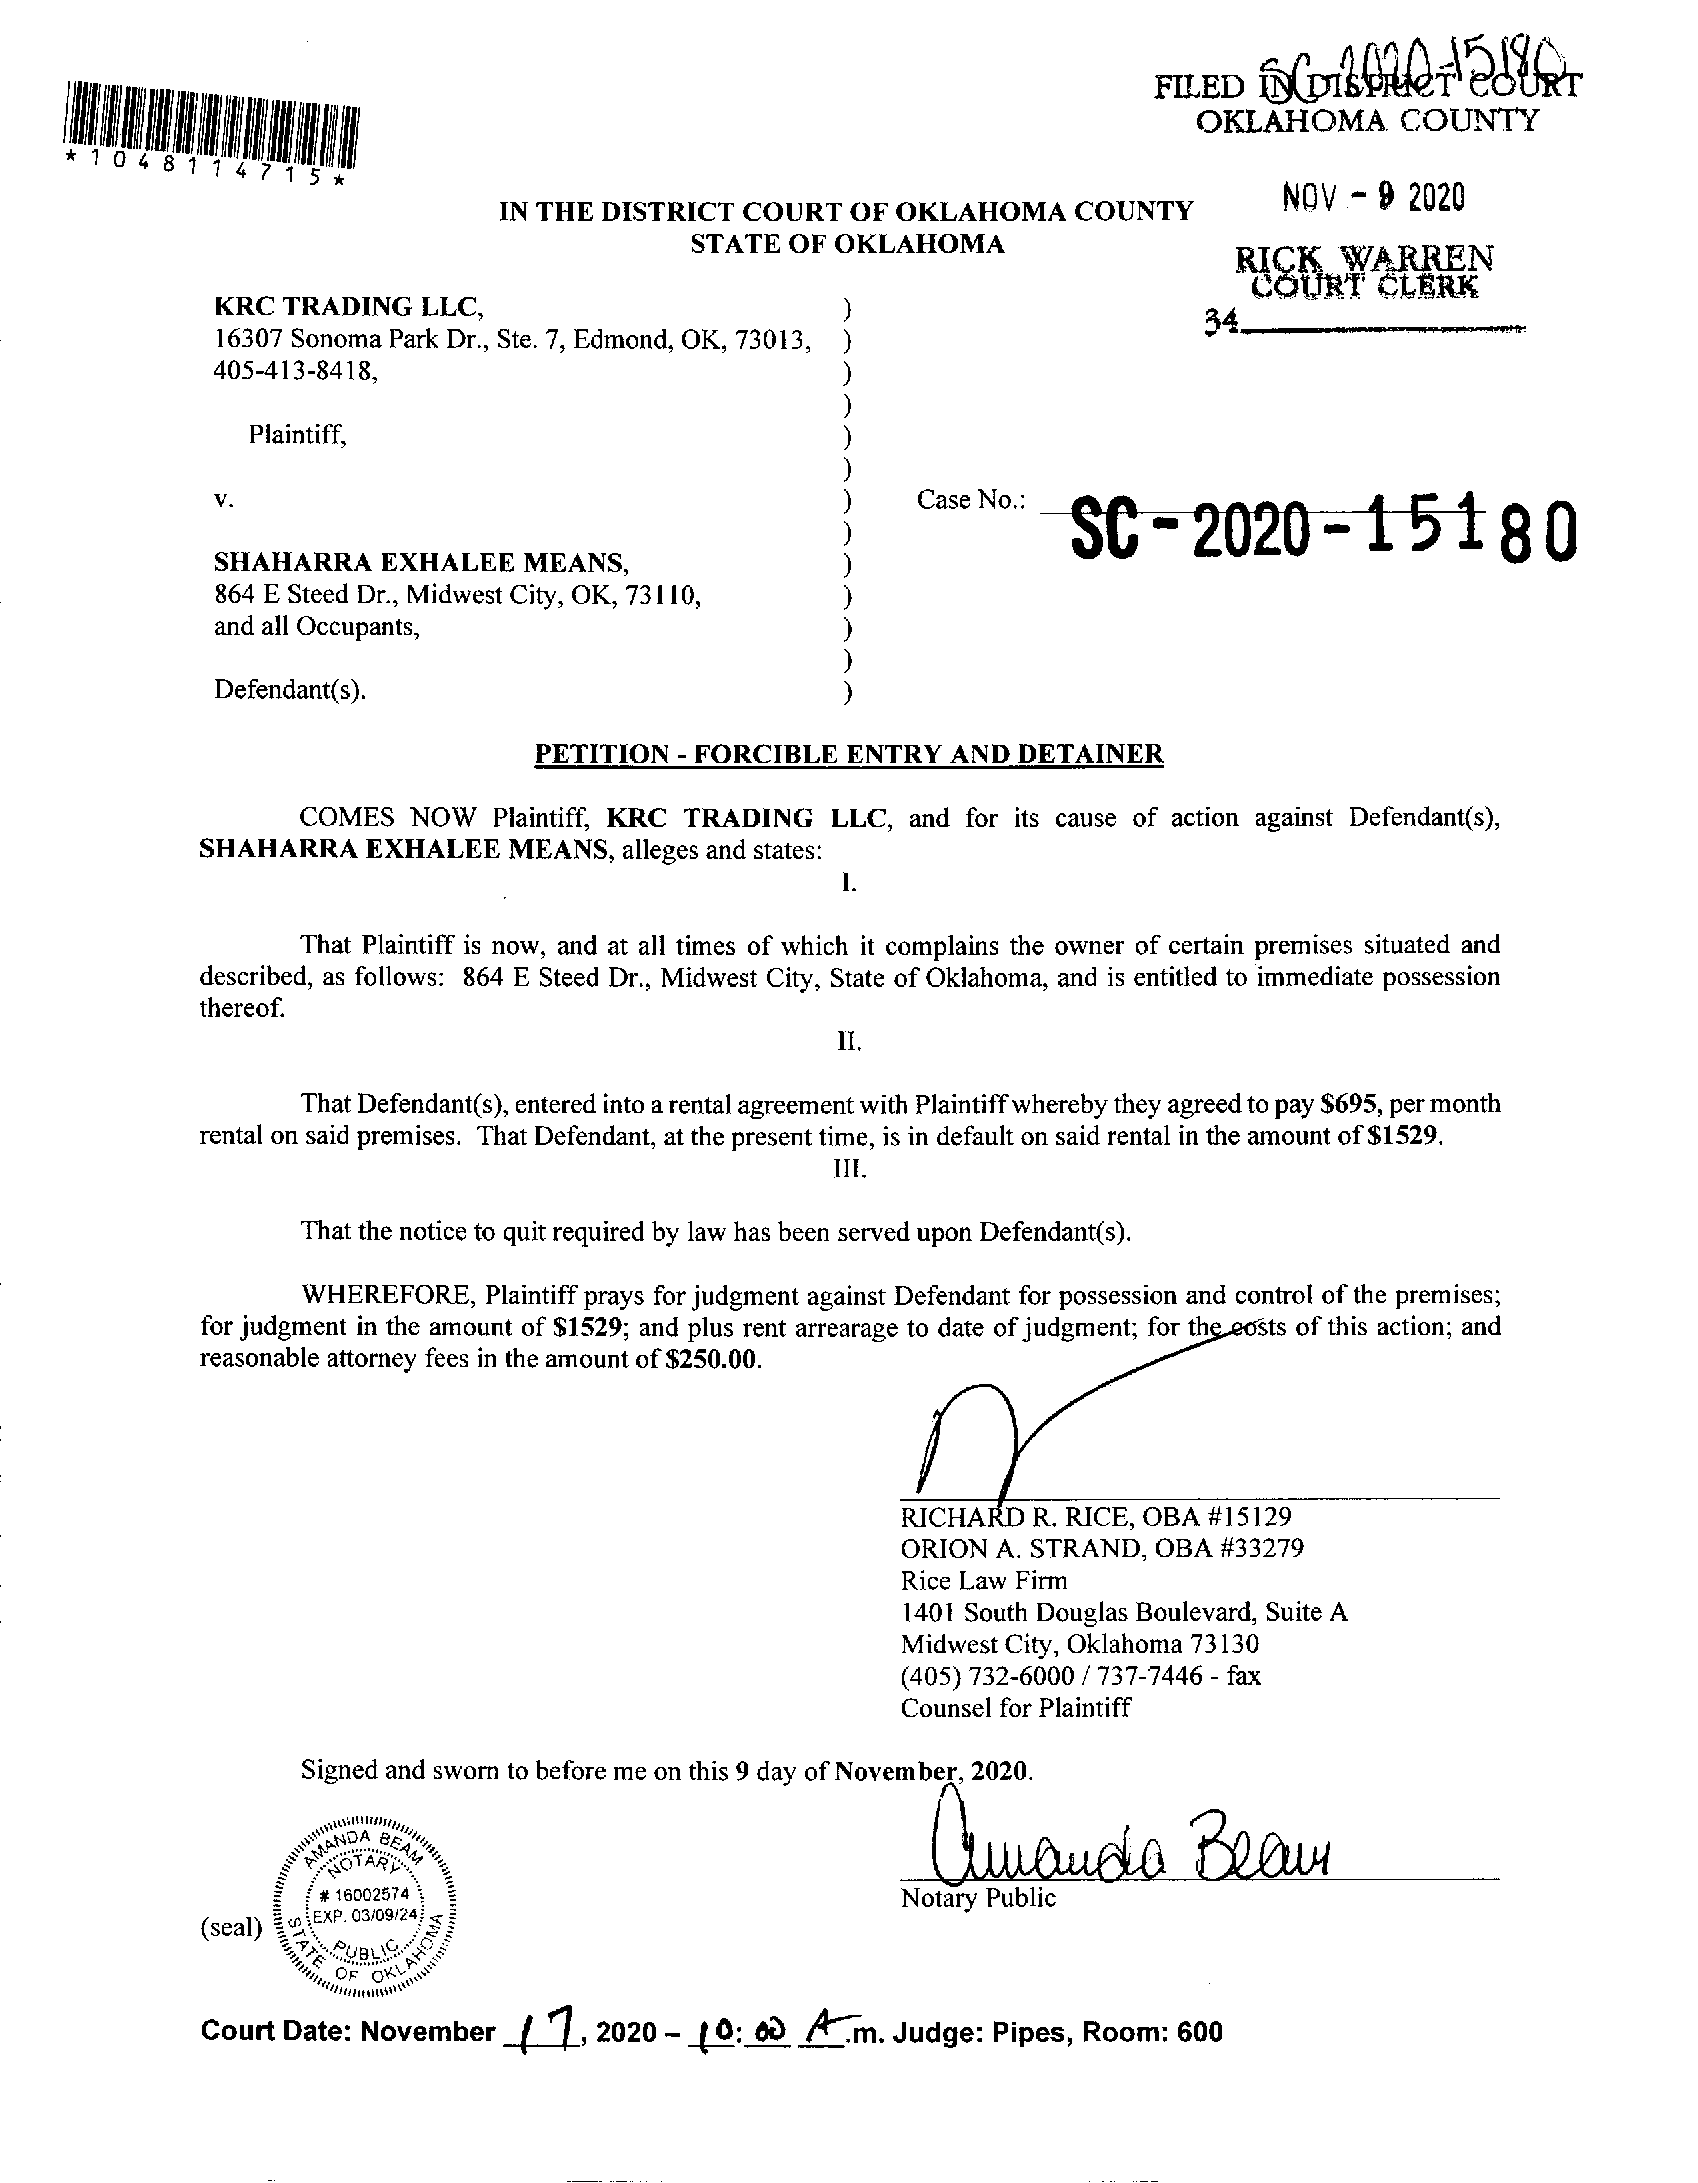 SC-2020-15180
FILED IN DISTRICT COURT
OKLAHOMA COUNTY
*1048114715*
NOV - 9 2020
IN THE DISTRICT COURT OF OKLAHOMA COUNTY
STATE OF OKLAHOMA
RICK WARREN
COURT CLERK
34
KRC TRADING LLC, )
16307 Sonoma Park Dr., Ste. 7, Edmond, OK, 73013, )
405-413-8418, )
)
Plaintiff, )
)
v. ) Case No.: SC-2020-15180
)
SHAHARRA EXHALEE MEANS, )
864 E Steed Dr., Midwest City, OK, 73110, )
and all Occupants, )
)
Defendant(s). )
PETITION - FORCIBLE ENTRY AND DETAINER
COMES NOW Plaintiff, KRC TRADING LLC, and for its cause of action against Defendant(s),
SHAHARRA EXHALEE MEANS, alleges and states:
I.
That Plaintiff is now, and at all times of which it complains the owner of certain premises situated and
described, as follows: 864 E Steed Dr., Midwest City, State of Oklahoma, and is entitled to immediate possession
thereof.
II.
That Defendant(s), entered into a rental agreement with Plaintiff whereby they agreed to pay $695, per month
rental on said premises. That Defendant, at the present time, is in default on said rental in the amount of $1529.
III.
That the notice to quit required by law has been served upon Defendant(s).
WHEREFORE, Plaintiff prays for judgment against Defendant for possession and control of the premises;
for judgment in the amount of $1529; and plus rent arrearage to date of judgment; for the costs of this action; and
reasonable attorney fees in the amount of $250.00.
RICHARD R. RICE, OBA #15129
ORION A. STRAND, OBA #33279
Rice Law Firm
1401 South Douglas Boulevard, Suite A
Midwest City, Oklahoma 73130
(405) 732-6000 / 737-7446 - fax
Counsel for Plaintiff
Signed and sworn to before me on this 9 day of November, 2020.
Amanda Beam
Notary Public
(seal)
AMANDA BEAM
NOTARY
# 16002574
EXP. 03/09/24
PUBLIC
STATE OF OKLAHOMA
Court Date: November 17, 2020 – 10:00 A.m. Judge: Pipes, Room: 600